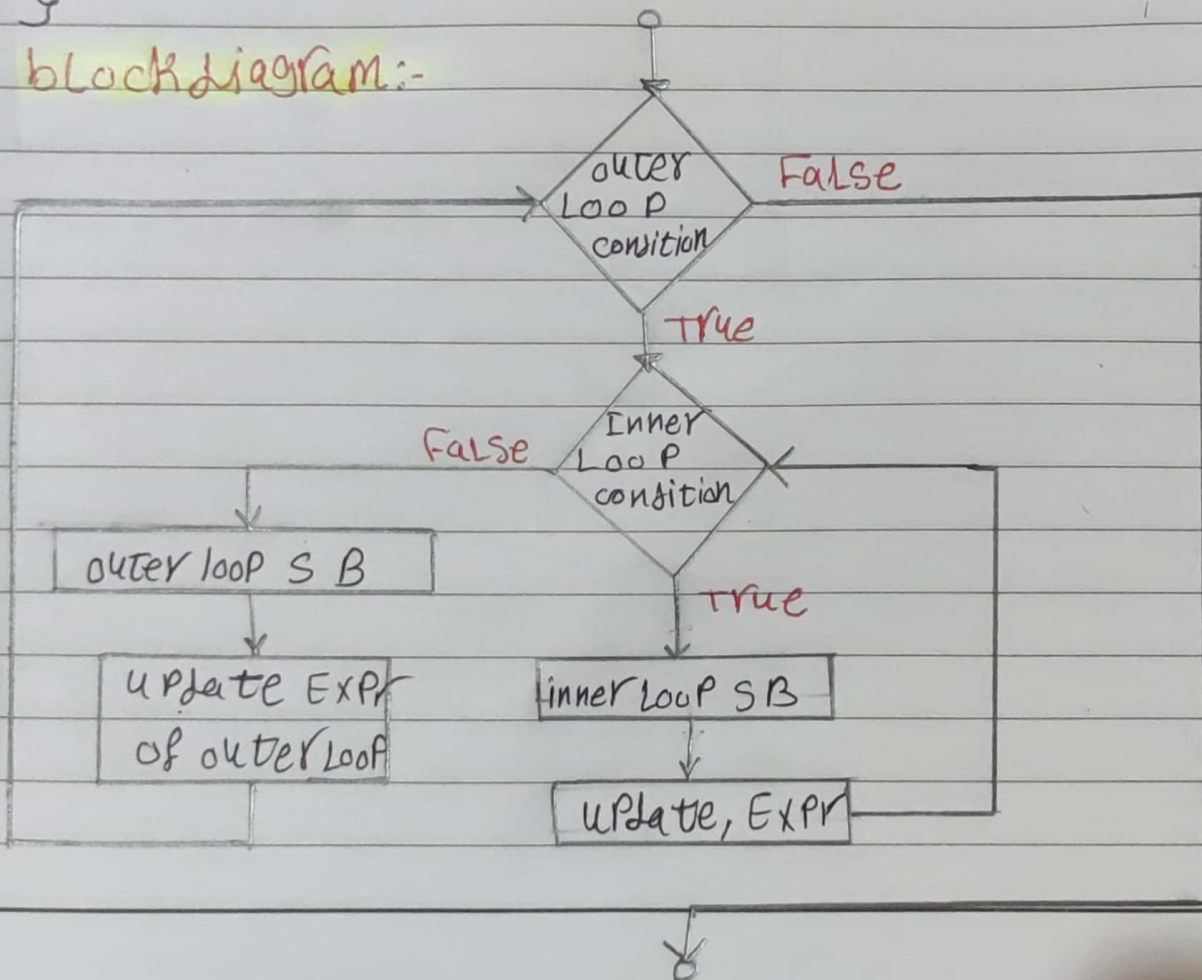 blockdiagram:-
outer
Loop
condition
False
True
Inner
Loop
condition
False
True
outer loop S B
update Expr
of outer Loop
inner Loop S B
update, Expr